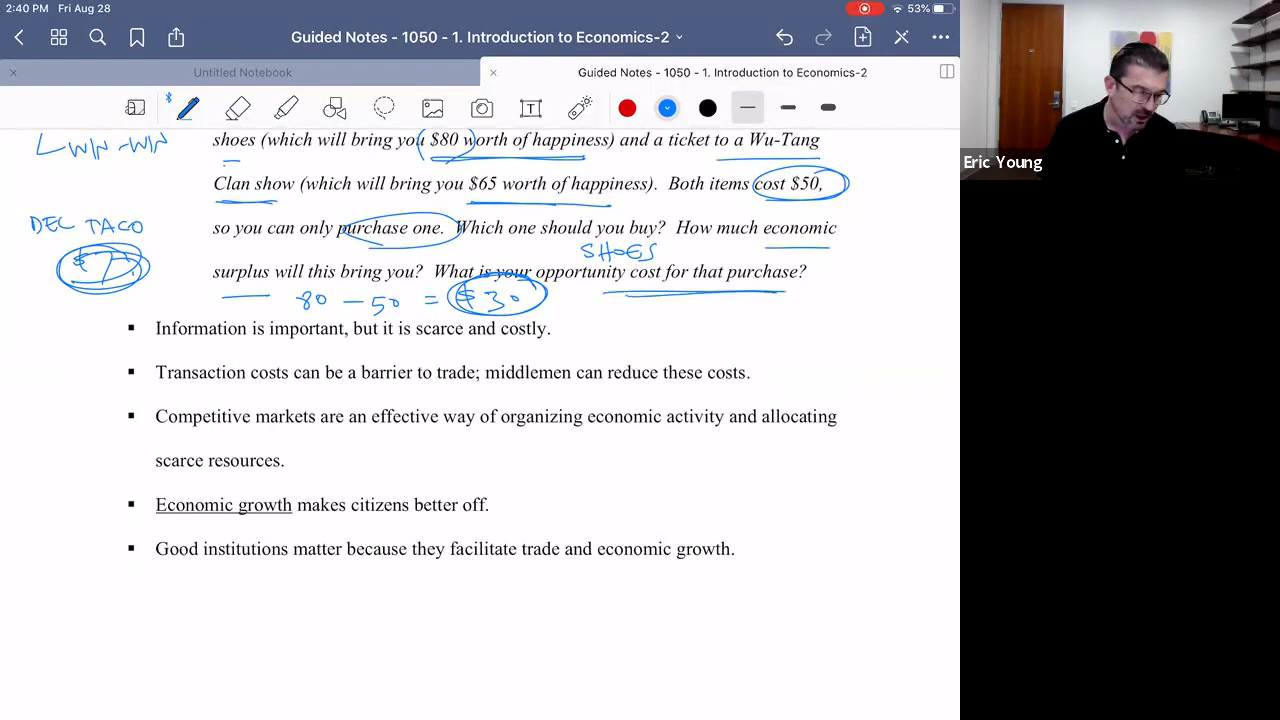 2:40 PM Fri Aug 28
53%
Guided Notes - 1050 - 1. Introduction to Economics-2
Untitled Notebook
Guided Notes - 1050 - 1. Introduction to Economics-2
WIN-WIN
shoes (which will bring you $80 worth of happiness) and a ticket to a Wu-Tang
Clan show (which will bring you $65 worth of happiness). Both items cost $50,
DEL TACO
so you can only purchase one. Which one should you buy? How much economic
SHOES
$7
surplus will this bring you? What is your opportunity cost for that purchase?
80 - 50 = $30
▪ Information is important, but it is scarce and costly.
▪ Transaction costs can be a barrier to trade; middlemen can reduce these costs.
▪ Competitive markets are an effective way of organizing economic activity and allocating
scarce resources.
▪ Economic growth makes citizens better off.
▪ Good institutions matter because they facilitate trade and economic growth.
Eric Young